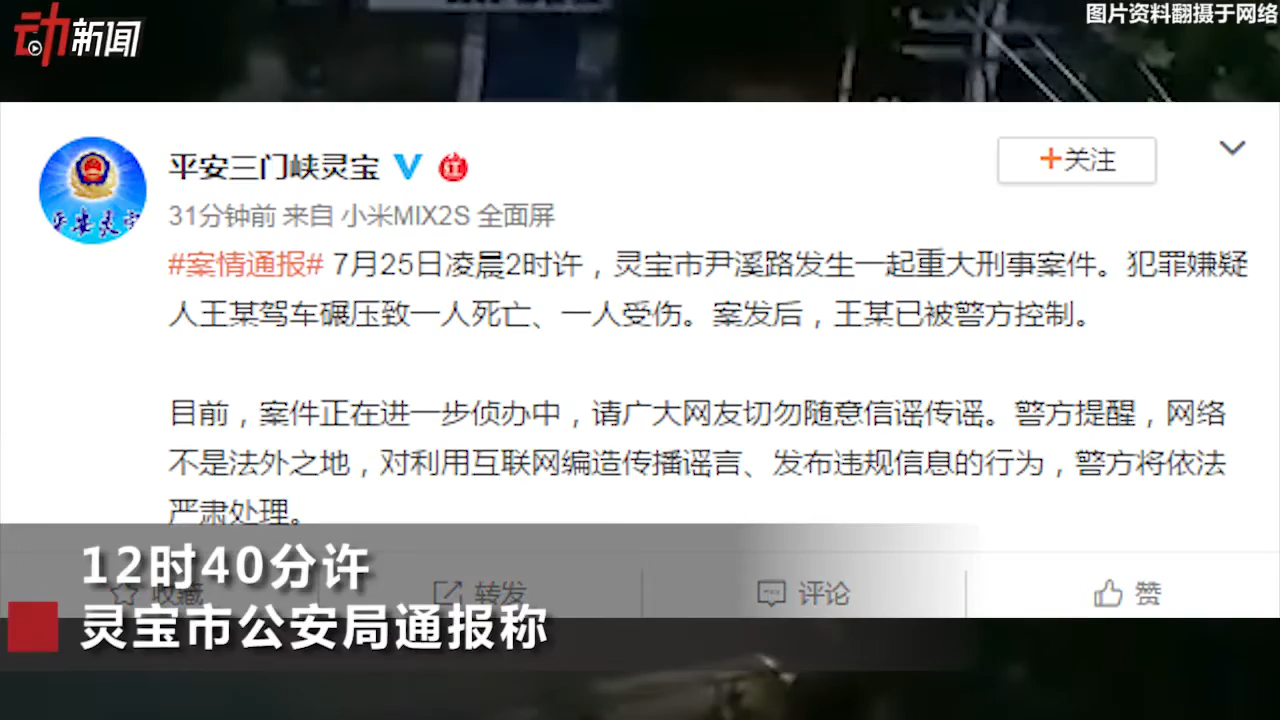 动新闻
图片资料翻摄于网络
平安三门峡灵宝
+关注
31分钟前 来自 小米MIX2S 全面屏
平安灵宝
#案情通报# 7月25日凌晨2时许，灵宝市尹溪路发生一起重大刑事案件。犯罪嫌疑
人王某驾车碾压致一人死亡、一人受伤。案发后，王某已被警方控制。
目前，案件正在进一步侦办中，请广大网友切勿随意信谣传谣。警方提醒，网络
不是法外之地，对利用互联网编造传播谣言、发布违规信息的行为，警方将依法
严肃处理。
12时40分许
收藏
转发
评论
赞
灵宝市公安局通报称